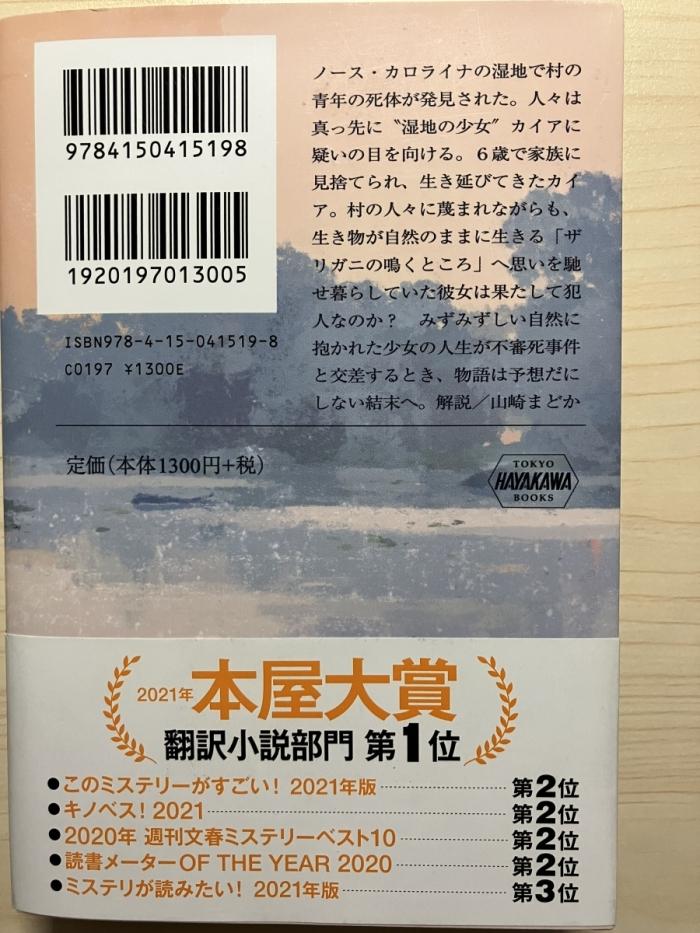 9784150415198
1920197013005
ISBN978-4-15-041519-8
C0197 ¥1300E
ノース・カロライナの湿地で村の
青年の死体が発見された。人々は
真っ先に〝湿地の少女〟カイアに
疑いの目を向ける。6歳で家族に
見捨てられ、生き延びてきたカイ
ア。村の人々に蔑まれながらも、
生き物が自然のままに生きる「ザ
リガニの鳴くところ」へ思いを馳
せ暮らしていた彼女は果たして犯
人なのか?　みずみずしい自然に
抱かれた少女の人生が不審死事件
と交差するとき、物語は予想だに
しない結末へ。解説/山崎まどか
定価(本体1300円+税)
TOKYO
HAYAKAWA
BOOKS
2021年 本屋大賞
翻訳小説部門 第1位
●このミステリーがすごい! 2021年版 第2位
●キノベス! 2021 第2位
●2020年 週刊文春ミステリーベスト10 第2位
●読書メーターOF THE YEAR 2020 第2位
●ミステリが読みたい! 2021年版 第3位